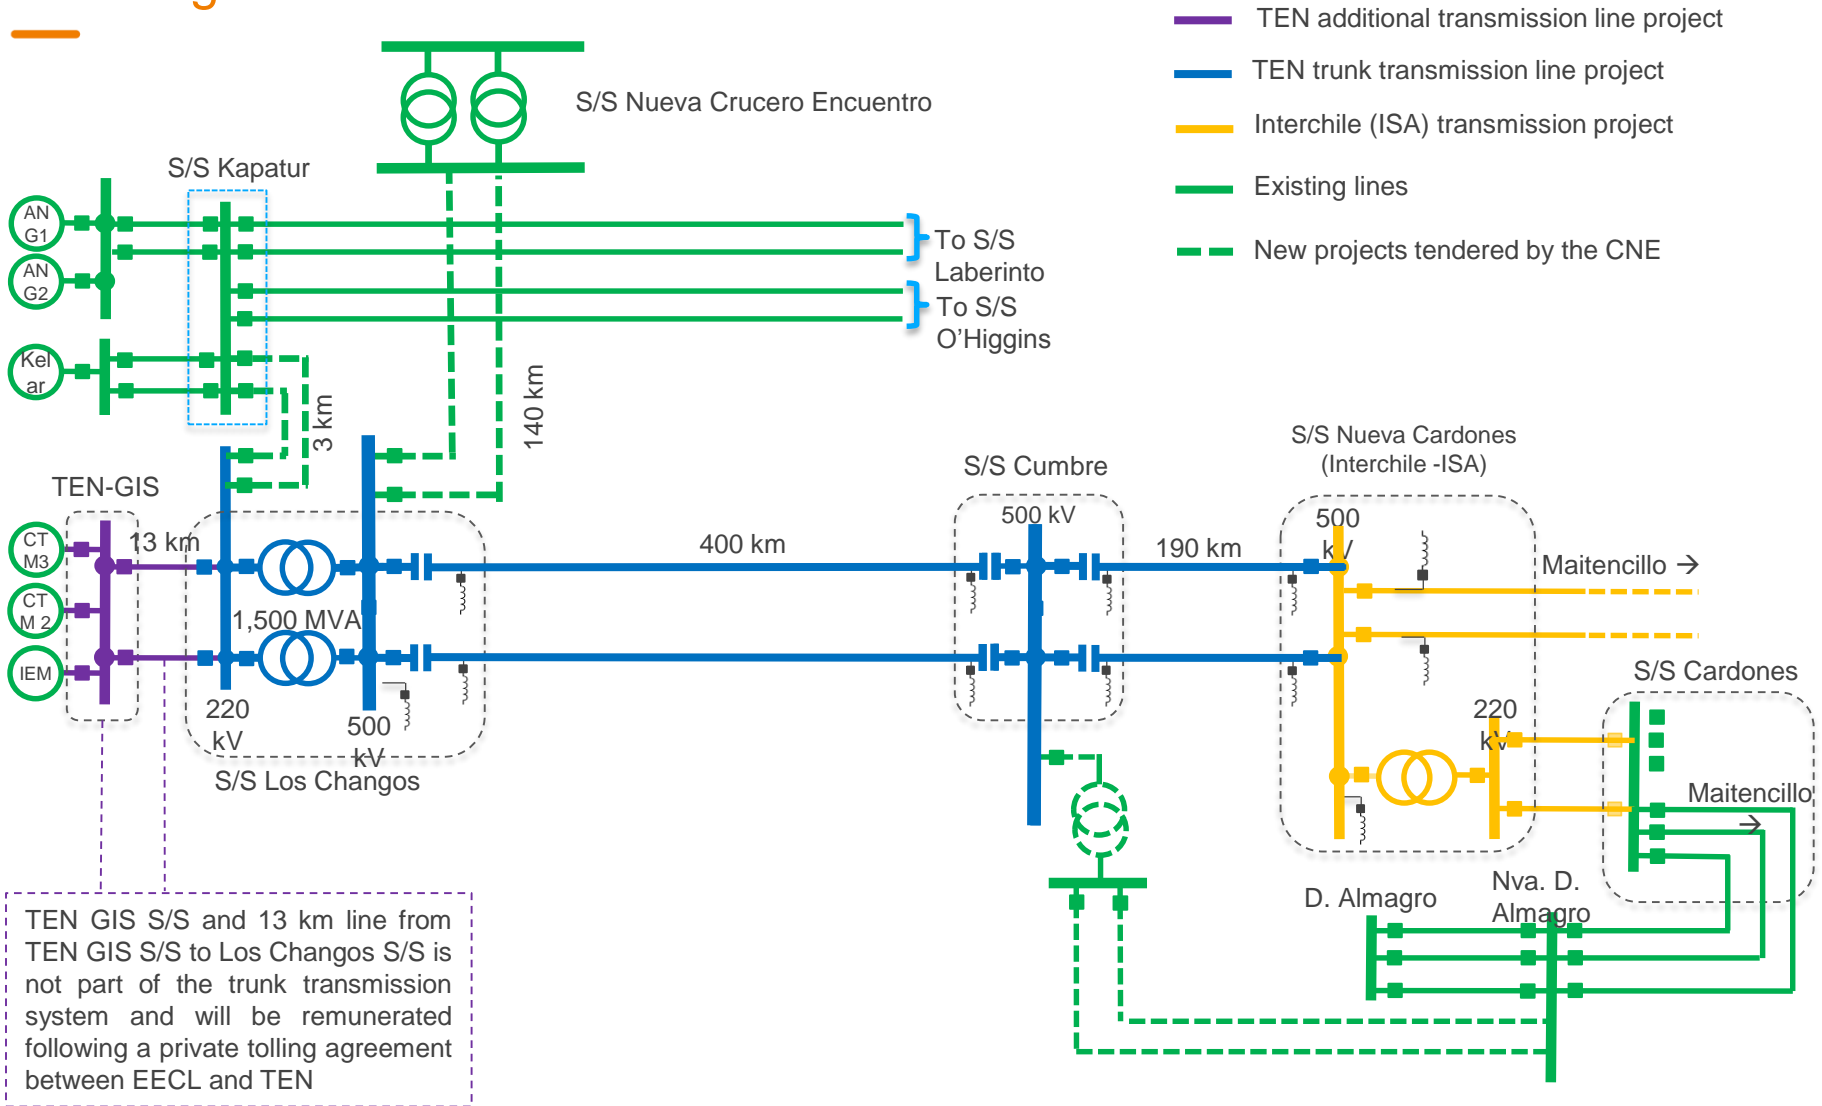 TEN additional transmission line project
TEN trunk transmission line project
Interchile (ISA) transmission project
Existing lines
New projects tendered by the CNE
S/S Nueva Crucero Encuentro
S/S Kapatur
AN
G1
AN
G2
Kel
ar
To S/S
Laberinto
To S/S
O'Higgins
3 km
140 km
TEN-GIS
CT
M3
CT
M 2
IEM
13 km
1,500 MVA
220
kV
500
kV
S/S Los Changos
400 km
S/S Cumbre
500 kV
190 km
S/S Nueva Cardones
(Interchile -ISA)
500
kV
Maitencillo →
220
kV
S/S Cardones
Maitencillo
→
D. Almagro
Nva. D.
Almagro
TEN GIS S/S and 13 km line from
TEN GIS S/S to Los Changos S/S is
not part of the trunk transmission
system and will be remunerated
following a private tolling agreement
between EECL and TEN